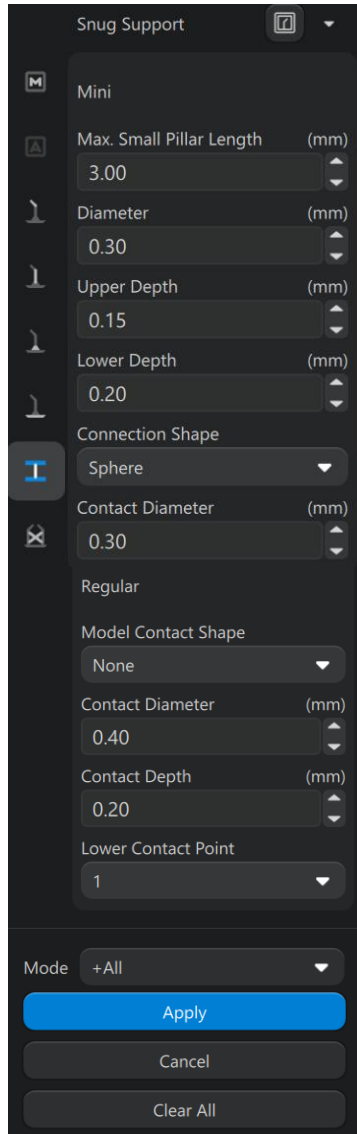 Snug Support
M
Mini
A
Max. Small Pillar Length (mm)
3.00
Diameter (mm)
0.30
Upper Depth (mm)
0.15
Lower Depth (mm)
0.20
Connection Shape
Sphere
Contact Diameter (mm)
0.30
Regular
Model Contact Shape
None
Contact Diameter (mm)
0.40
Contact Depth (mm)
0.20
Lower Contact Point
1
Mode +All
Apply
Cancel
Clear All